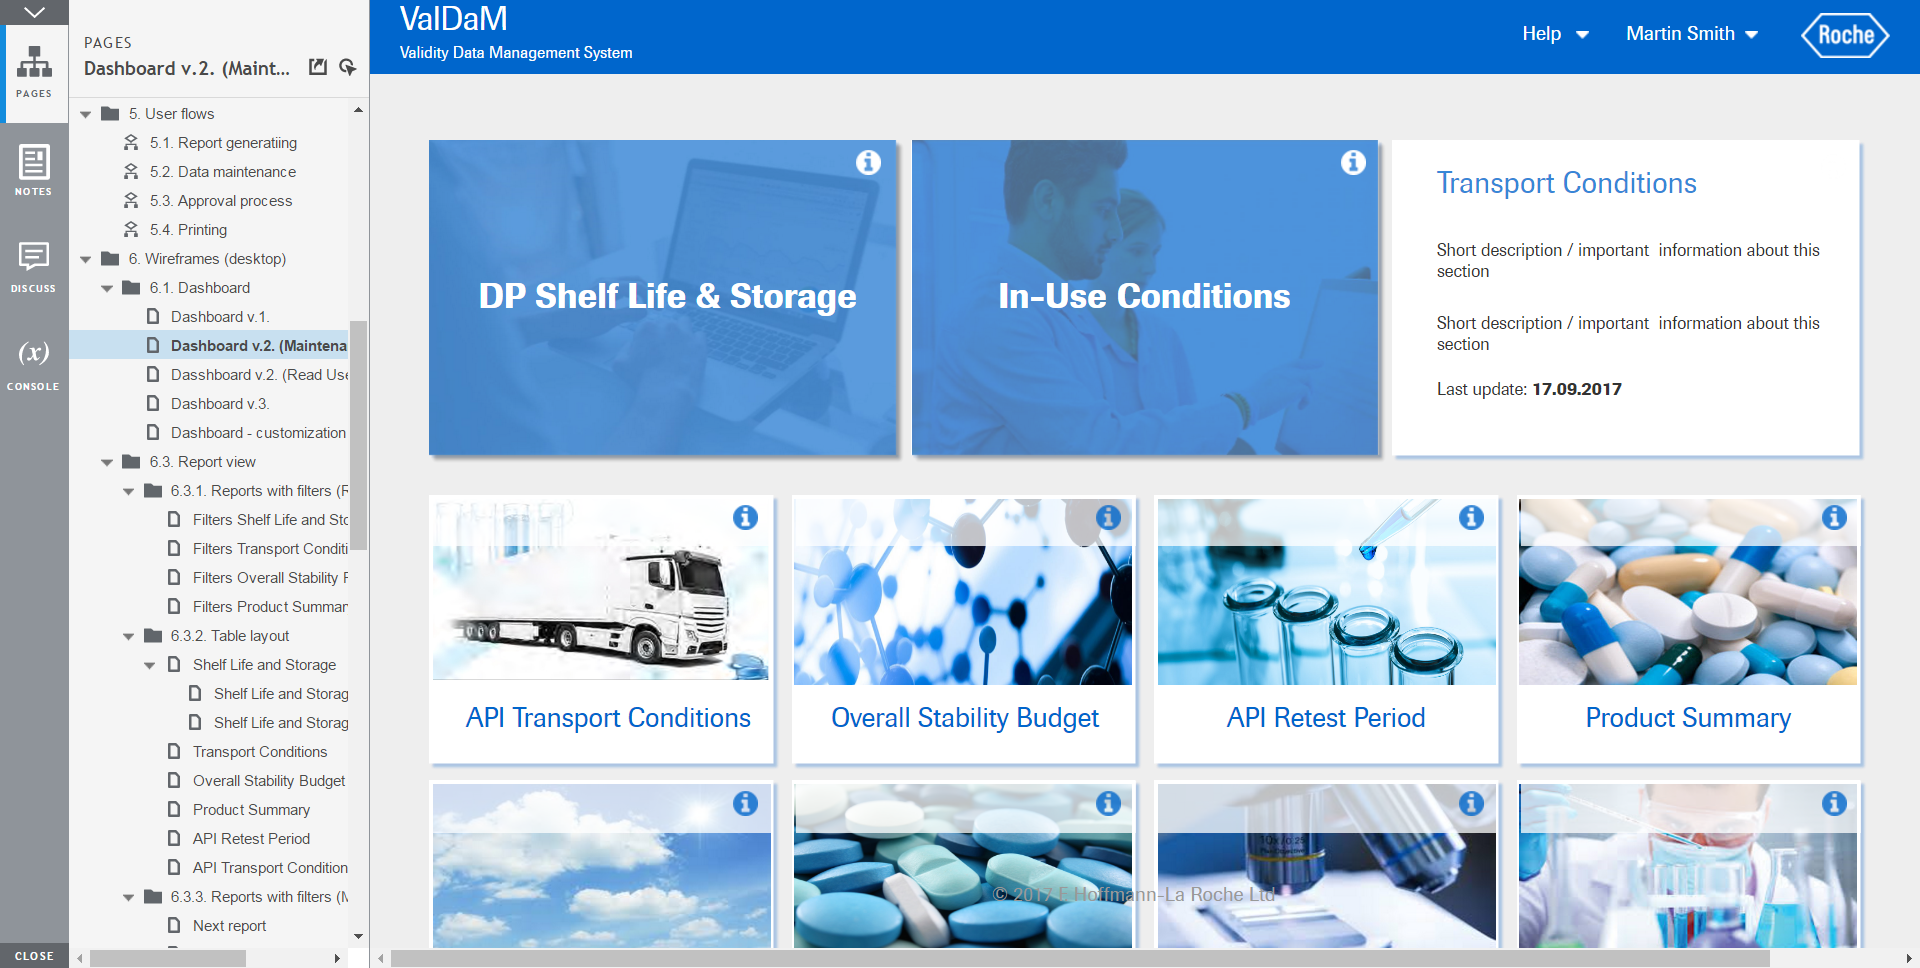 PAGES
NOTES
DISCUSS
(x)
CONSOLE
CLOSE
PAGES
Dashboard v.2. (Maint...
5. User flows
5.1. Report generatiing
5.2. Data maintenance
5.3. Approval process
5.4. Printing
6. Wireframes (desktop)
6.1. Dashboard
Dashboard v.1.
Dashboard v.2. (Maintena
Dasshboard v.2. (Read Use
Dashboard v.3.
Dashboard - customization
6.3. Report view
6.3.1. Reports with filters (R
Filters Shelf Life and Sto
Filters Transport Conditi
Filters Overall Stability
Filters Product Summar
6.3.2. Table layout
Shelf Life and Storage
Shelf Life and Storag
Shelf Life and Storag
Transport Conditions
Overall Stability Budget
Product Summary
API Retest Period
API Transport Condition
6.3.3. Reports with filters (M
Next report
ValDaM
Validity Data Management System
Help
Martin Smith
Roche
DP Shelf Life & Storage
In-Use Conditions
Transport Conditions
Short description / important information about this
section
Short description / important information about this
section
Last update: 17.09.2017
API Transport Conditions
Overall Stability Budget
API Retest Period
Product Summary
10x/0.25
© 2017 F. Hoffmann-La Roche Ltd